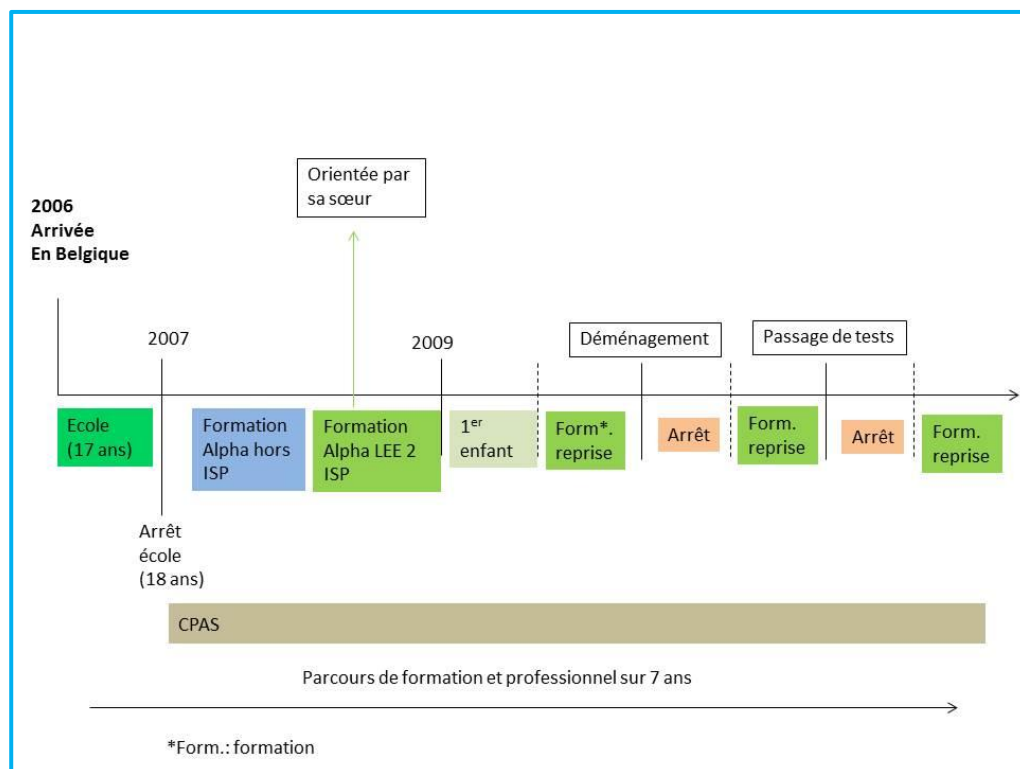 Orientée par
sa sœur
2006
Arrivée
En Belgique
2007
2009
Déménagement
Passage de tests
Ecole
(17 ans)
Formation
Alpha hors
ISP
Formation
Alpha LEE 2
ISP
1er
enfant
Form*.
reprise
Arrêt
Form.
reprise
Arrêt
Form.
reprise
Arrêt
école
(18 ans)
CPAS
Parcours de formation et professionnel sur 7 ans
*Form.: formation